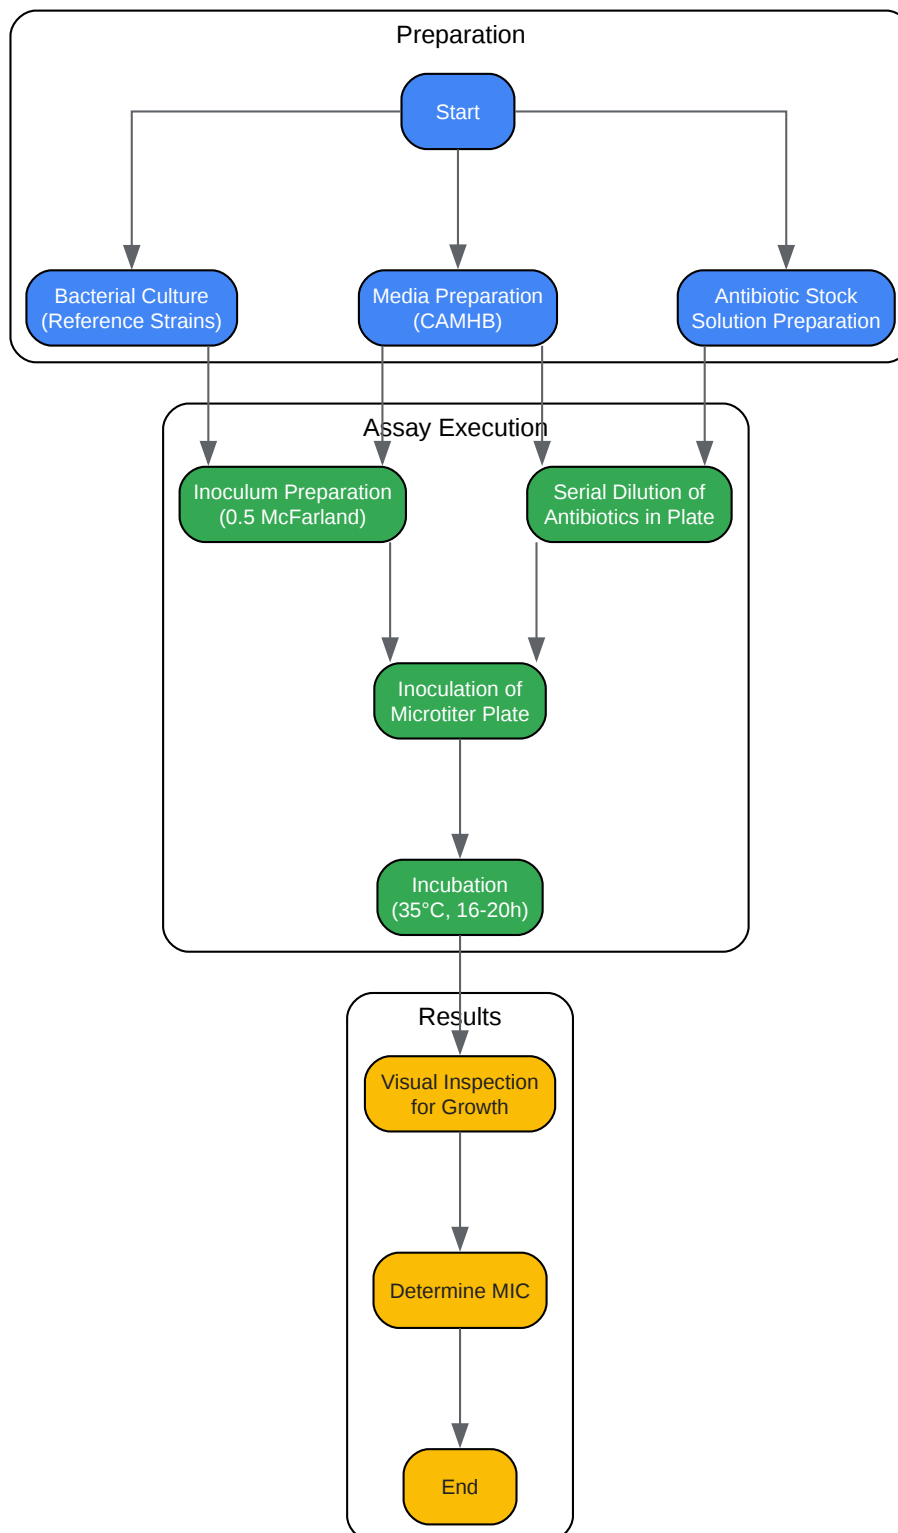 Preparation
Start
Bacterial Culture
(Reference Strains)
Media Preparation
(CAMHB)
Antibiotic Stock
Solution Preparation
Assay Execution
Inoculum Preparation
(0.5 McFarland)
Serial Dilution of
Antibiotics in Plate
Inoculation of
Microtiter Plate
Incubation
(35°C, 16-20h)
Results
Visual Inspection
for Growth
Determine MIC
End